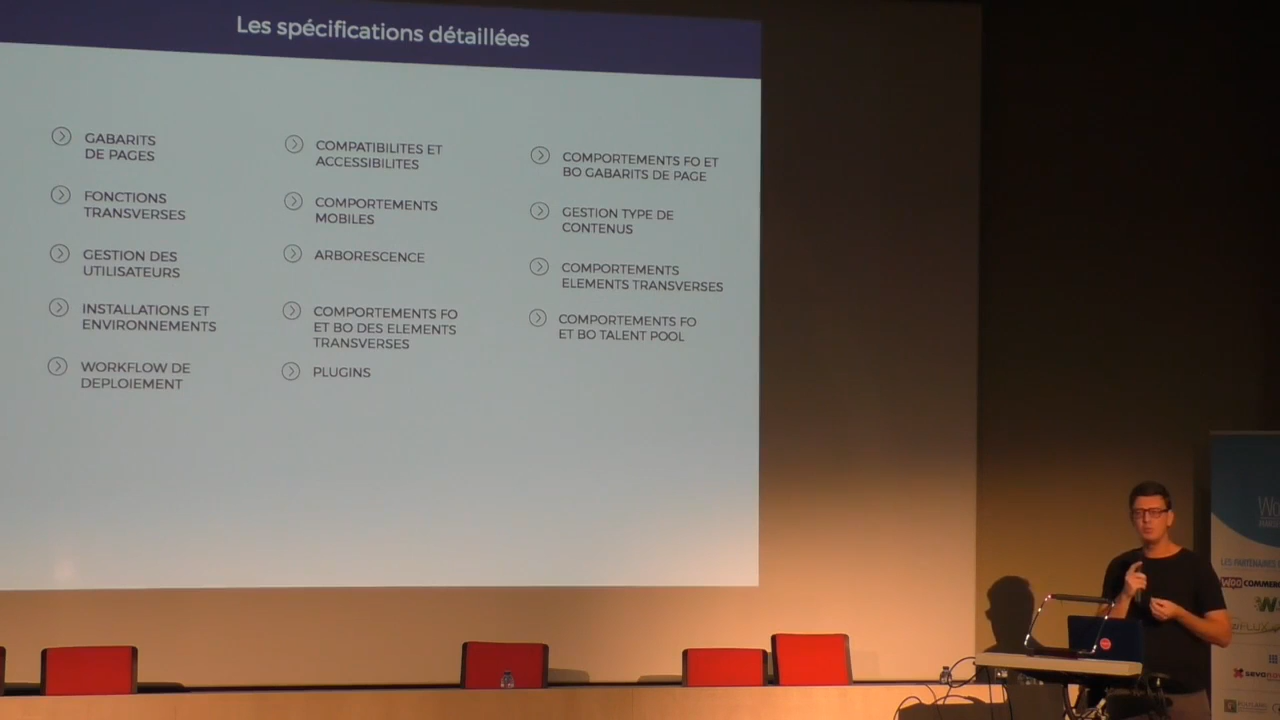 Les spécifications détaillées
GABARITS
DE PAGES
FONCTIONS
TRANSVERSES
GESTION DES
UTILISATEURS
INSTALLATIONS ET
ENVIRONNEMENTS
WORKFLOW DE
DEPLOIEMENT
COMPATIBILITES ET
ACCESSIBILITES
COMPORTEMENTS
MOBILES
ARBORESCENCE
COMPORTEMENTS FO
ET BO DES ELEMENTS
TRANSVERSES
PLUGINS
COMPORTEMENTS FO ET
BO GABARITS DE PAGE
GESTION TYPE DE
CONTENUS
COMPORTEMENTS
ELEMENTS TRANSVERSES
COMPORTEMENTS FO
ET BO TALENT POOL
LES PARTENAIRES
WOO COMMER